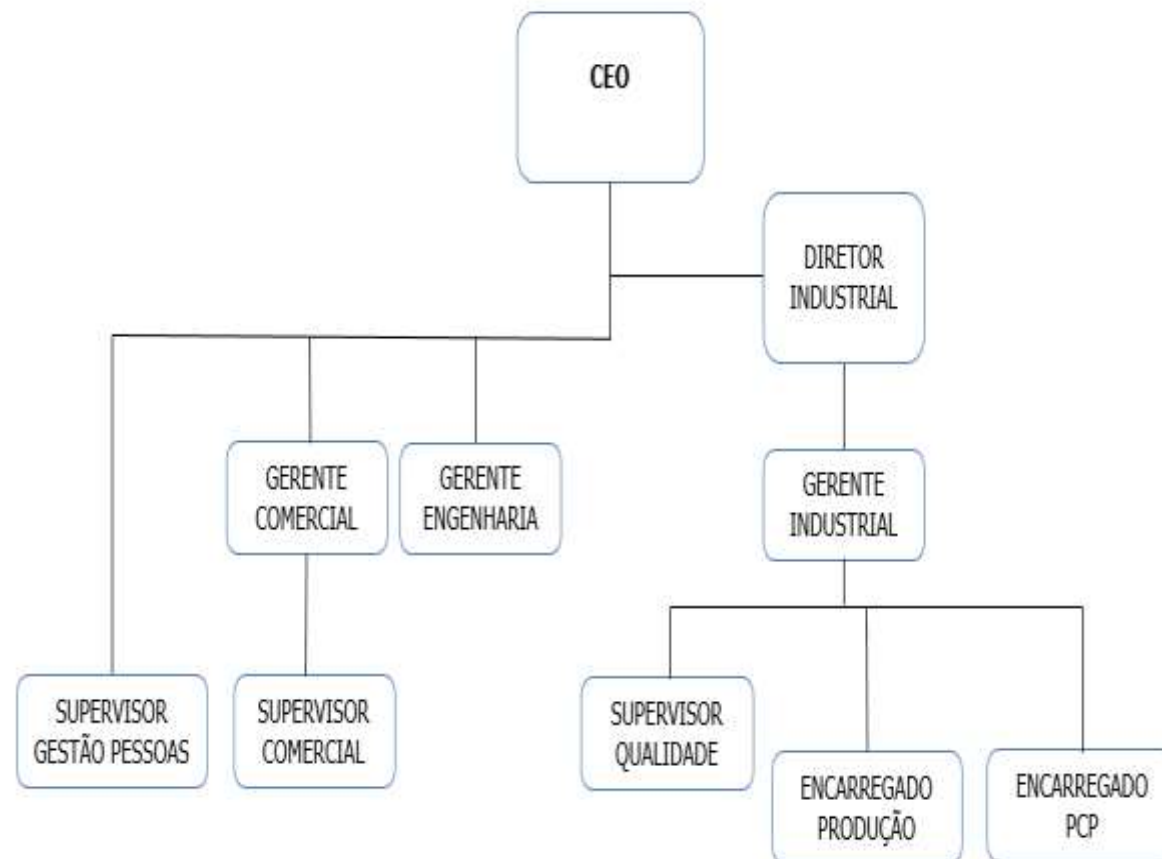 CEO
DIRETOR
INDUSTRIAL
GERENTE
COMERCIAL
GERENTE
ENGENHARIA
GERENTE
INDUSTRIAL
SUPERVISOR
GESTÃO PESSOAS
SUPERVISOR
COMERCIAL
SUPERVISOR
QUALIDADE
ENCARREGADO
PRODUÇÃO
ENCARREGADO
PCP